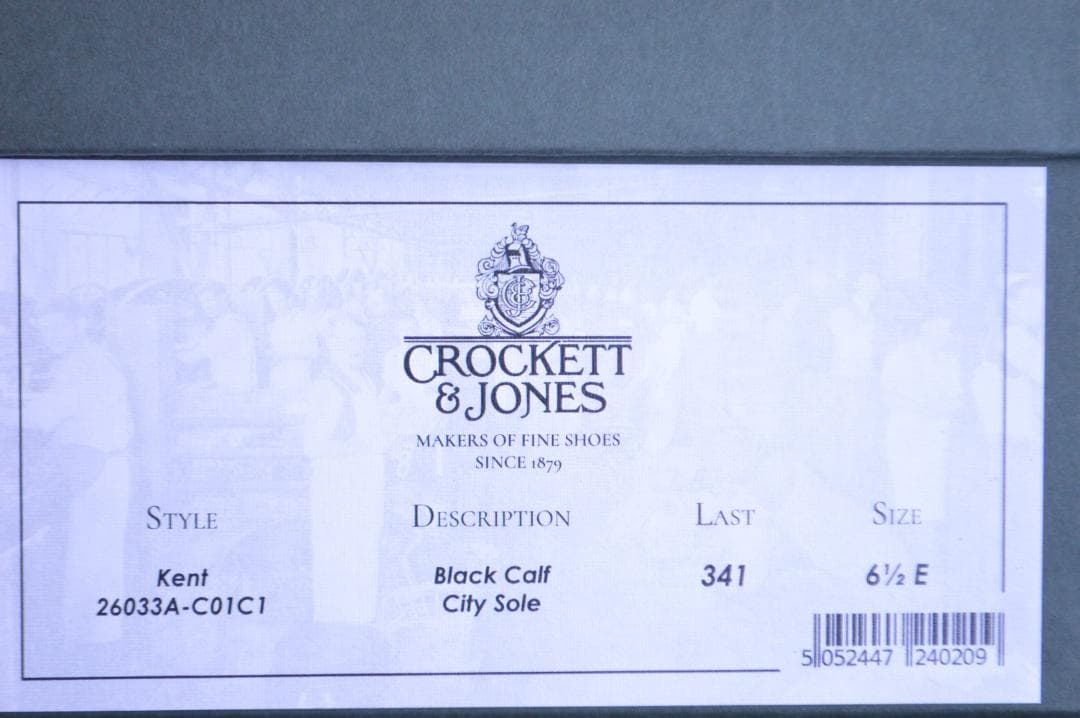 CROCKETT
& JONES
MAKERS OF FINE SHOES
SINCE 1879
STYLE DESCRIPTION LAST SIZE
Kent Black Calf 341 6½ E
26033A-C01C1 City Sole
5 052447 240209